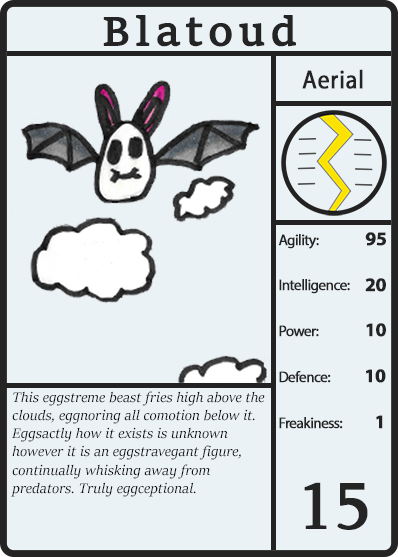 Blatoud
Aerial
Agility: 95
Intelligence: 20
Power: 10
Defence: 10
Freakiness: 1
15
This eggstreme beast fries high above the
clouds, eggnoring all comotion below it.
Eggsactly how it exists is unknown
however it is an eggstravegant figure,
continually whisking away from
predators. Truly eggceptional.